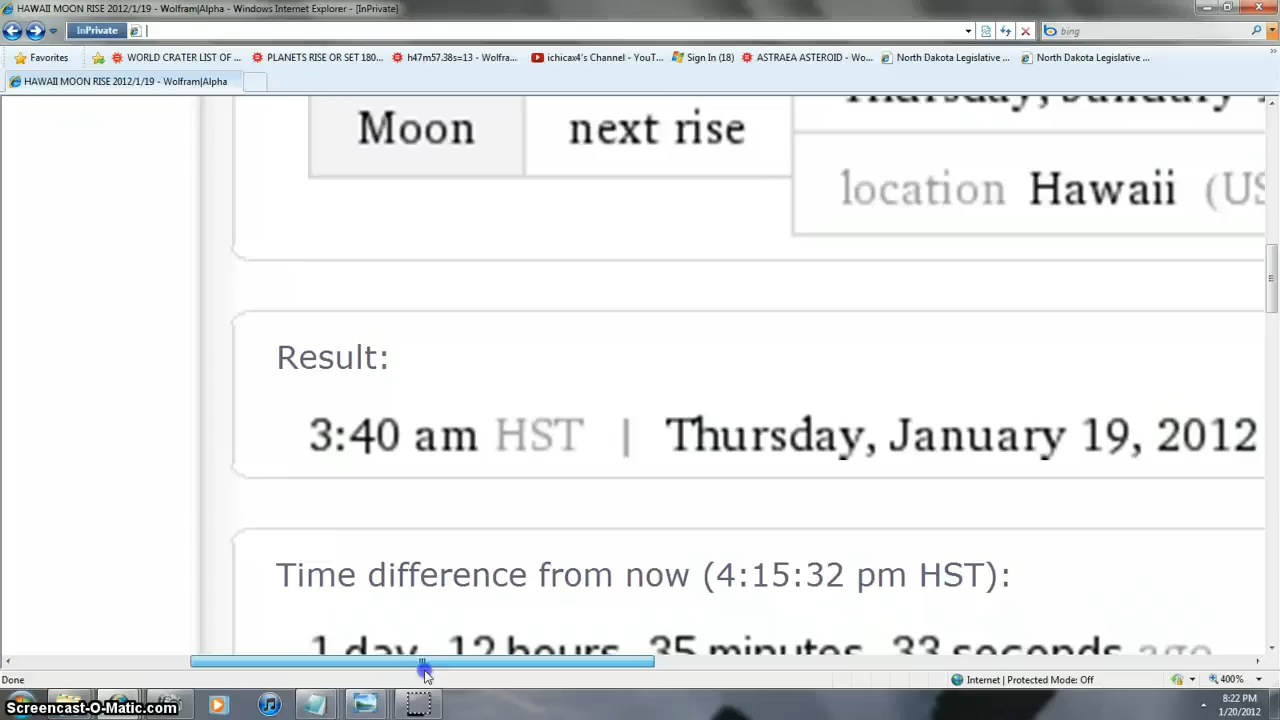 HAWAII MOON RISE 2012/1/19 - Wolfram|Alpha - Windows Internet Explorer - [InPrivate]
InPrivate
bing
Favorites
WORLD CRATER LIST OF ...
PLANETS RISE OR SET 180...
h47m57.38s=13 - Wolfra...
ichicax4's Channel - YouT...
Sign In (18)
ASTRAEA ASTEROID - Wo...
North Dakota Legislative ...
North Dakota Legislative ...
HAWAII MOON RISE 2012/1/19 - Wolfram|Alpha
Thursday, January
Moon next rise
location Hawaii (US
Result:
3:40 am HST | Thursday, January 19, 2012
Time difference from now (4:15:32 pm HST):
1 day 12 hours 35 minutes 33 seconds ago
Done
Internet | Protected Mode: Off
400%
Screencast-O-Matic.com
8:22 PM
1/20/2012